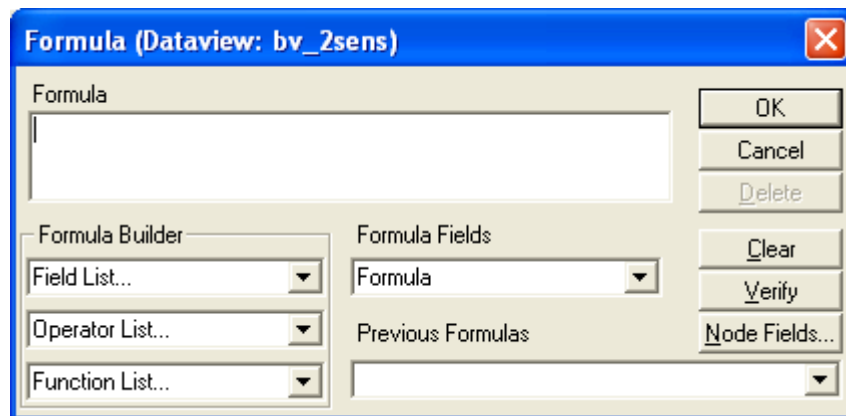 Formula (Dataview: bv_2sens)
Formula
OK
Cancel
Delete
Formula Builder
Formula Fields
Clear
Field List...
Formula
Verify
Operator List...
Previous Formulas
Node Fields...
Function List...